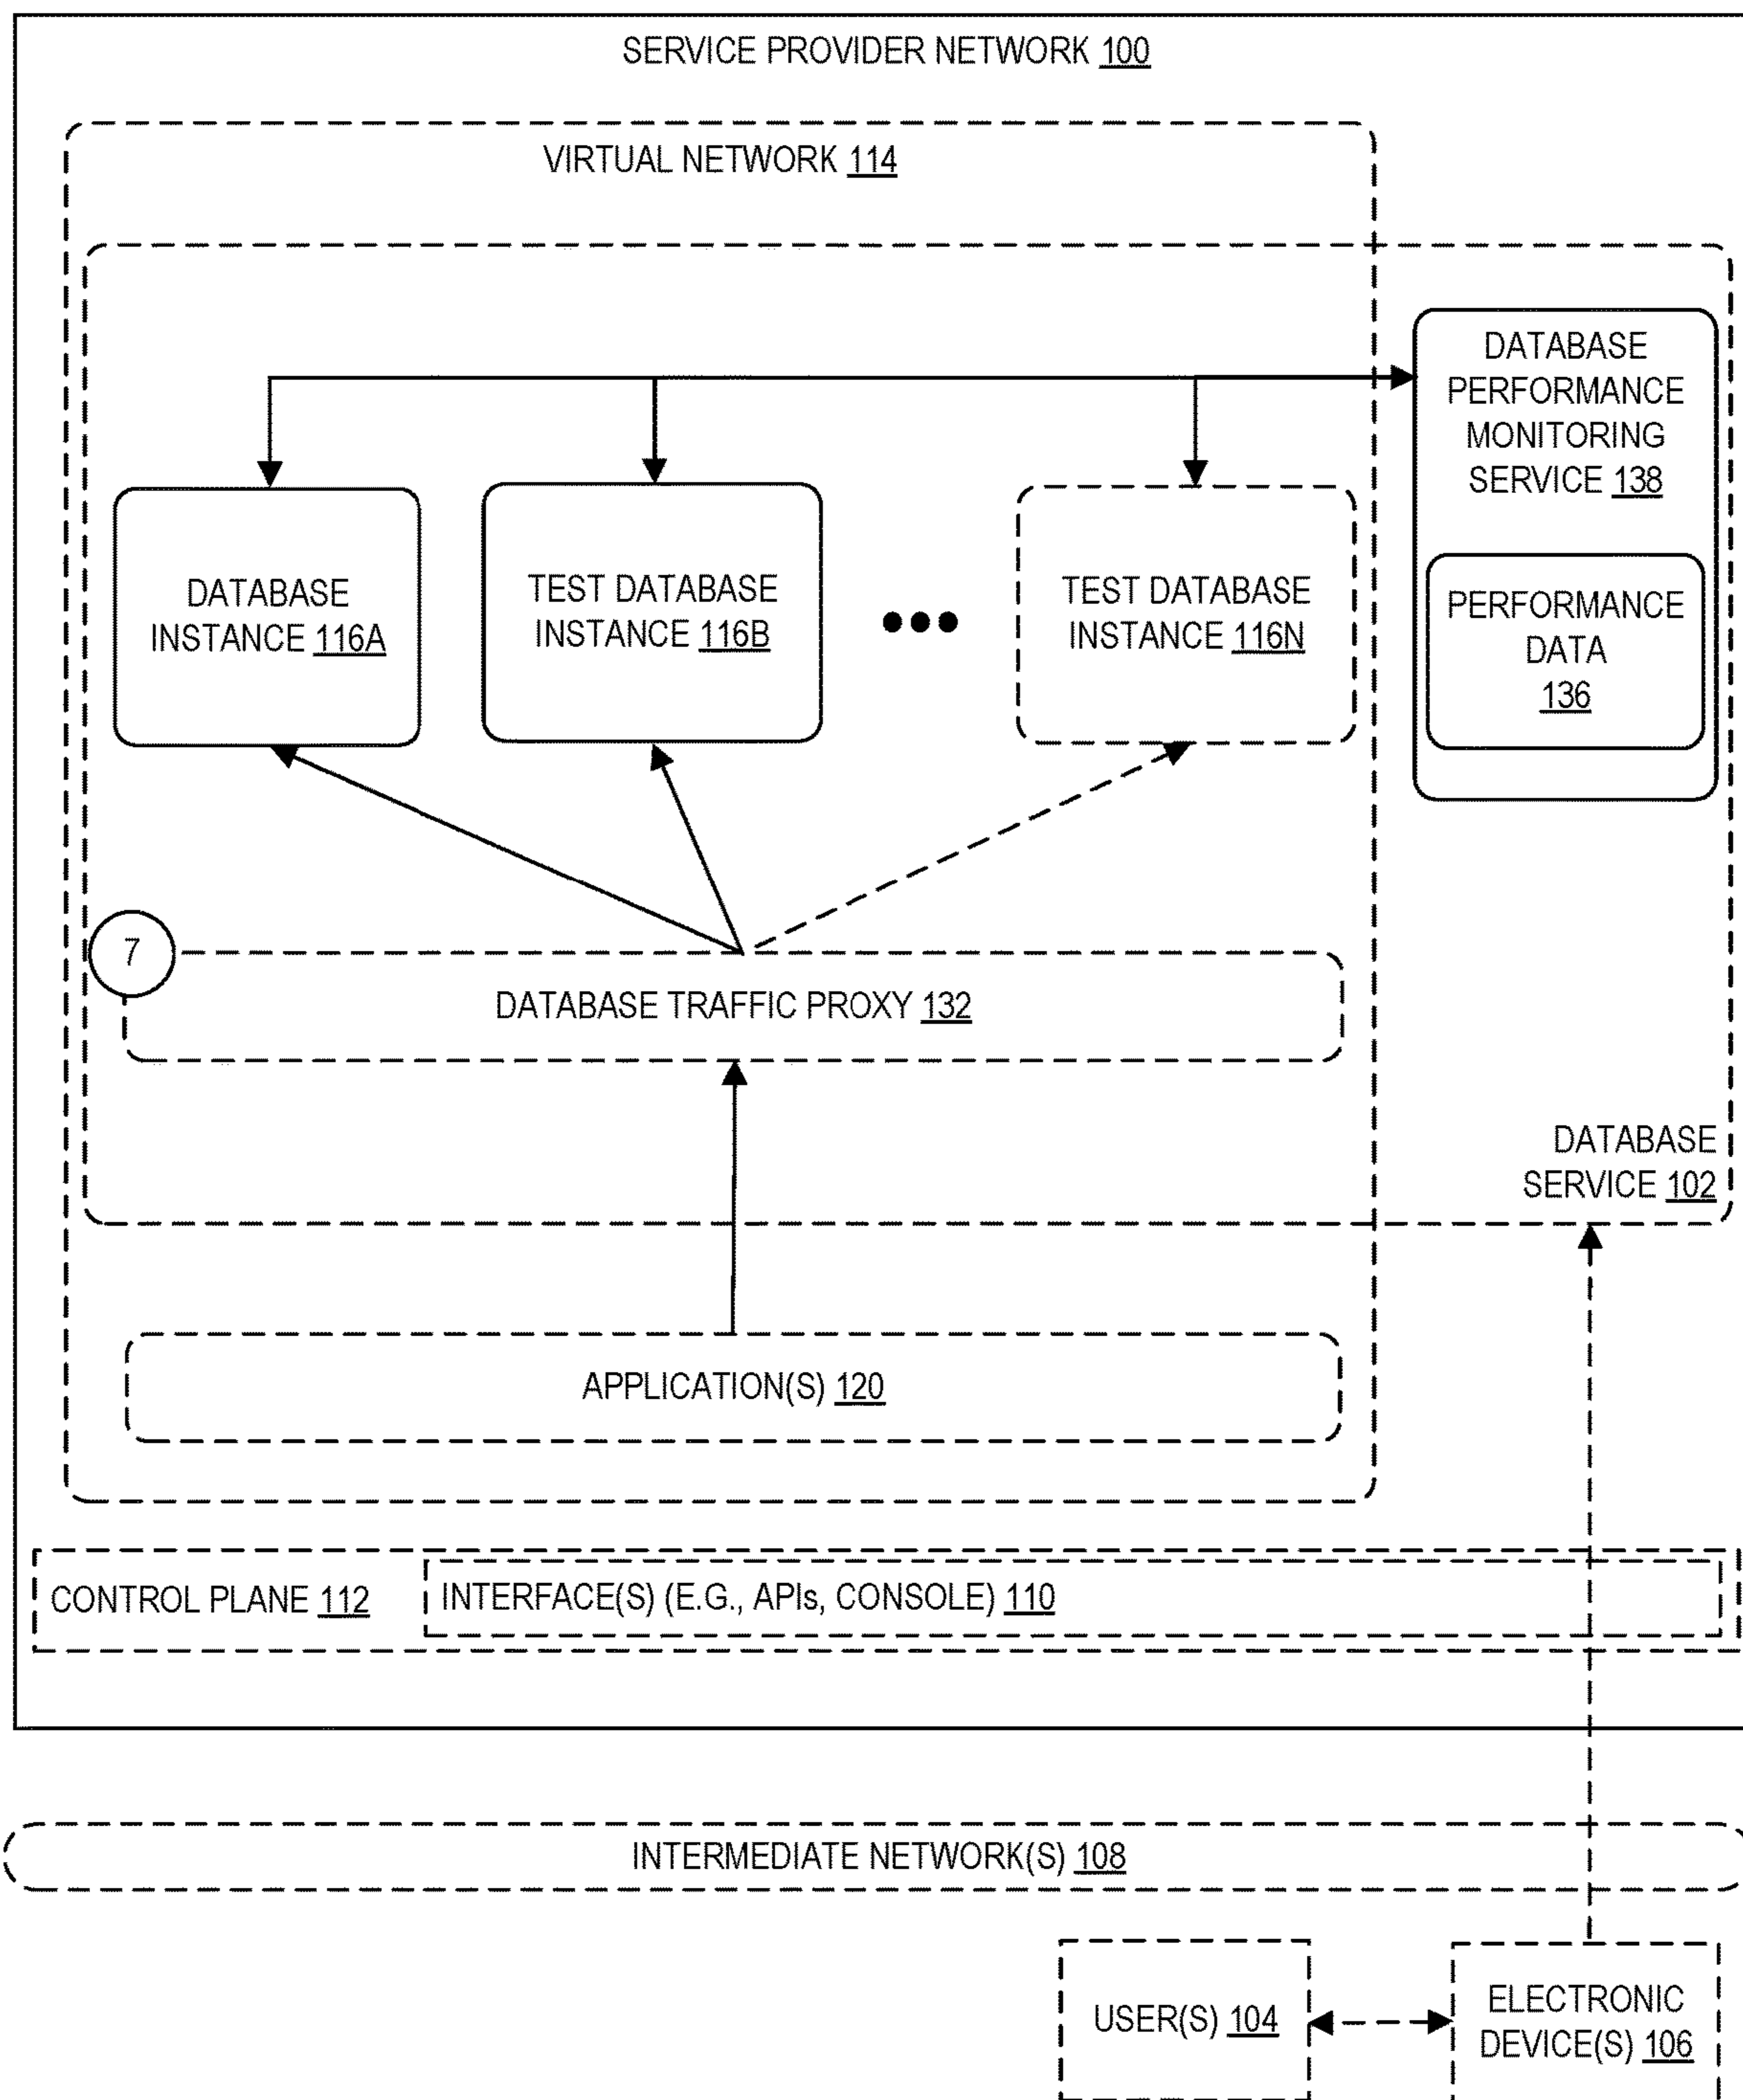 SERVICE PROVIDER NETWORK 100
VIRTUAL NETWORK 114
DATABASE
PERFORMANCE
MONITORING
SERVICE 138
PERFORMANCE
DATA
136
DATABASE
INSTANCE 116A
TEST DATABASE
INSTANCE 116B
TEST DATABASE
INSTANCE 116N
7
DATABASE TRAFFIC PROXY 132
DATABASE
SERVICE 102
APPLICATION(S) 120
CONTROL PLANE 112
INTERFACE(S) (E.G., APIs, CONSOLE) 110
INTERMEDIATE NETWORK(S) 108
USER(S) 104
ELECTRONIC
DEVICE(S) 106